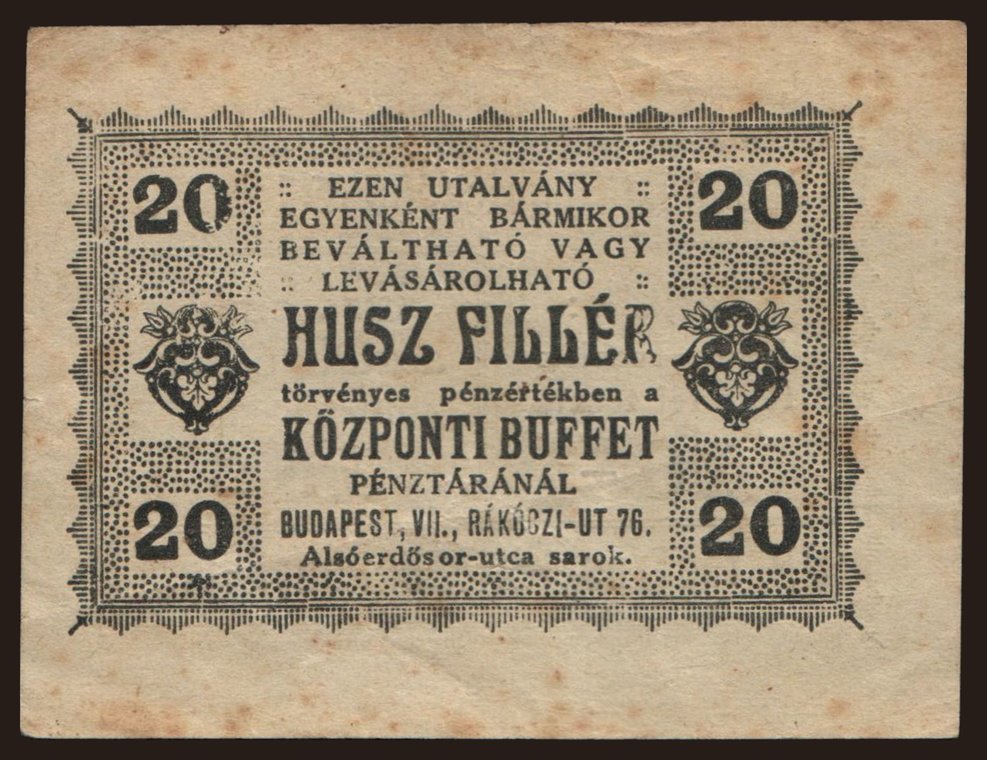 20 :: EZEN UTALVÁNY :: 20
EGYENKÉNT BÁRMIKOR
BEVÁLTHATÓ VAGY
:: LEVÁSÁROLHATÓ ::
HUSZ FILLÉR
törvényes pénzértékben a
KÖZPONTI BUFFET
PÉNZTÁRÁNÁL
20 BUDAPEST, VII., RÁKÓCZI-UT 76. 20
Alsóerdősor-utca sarok.